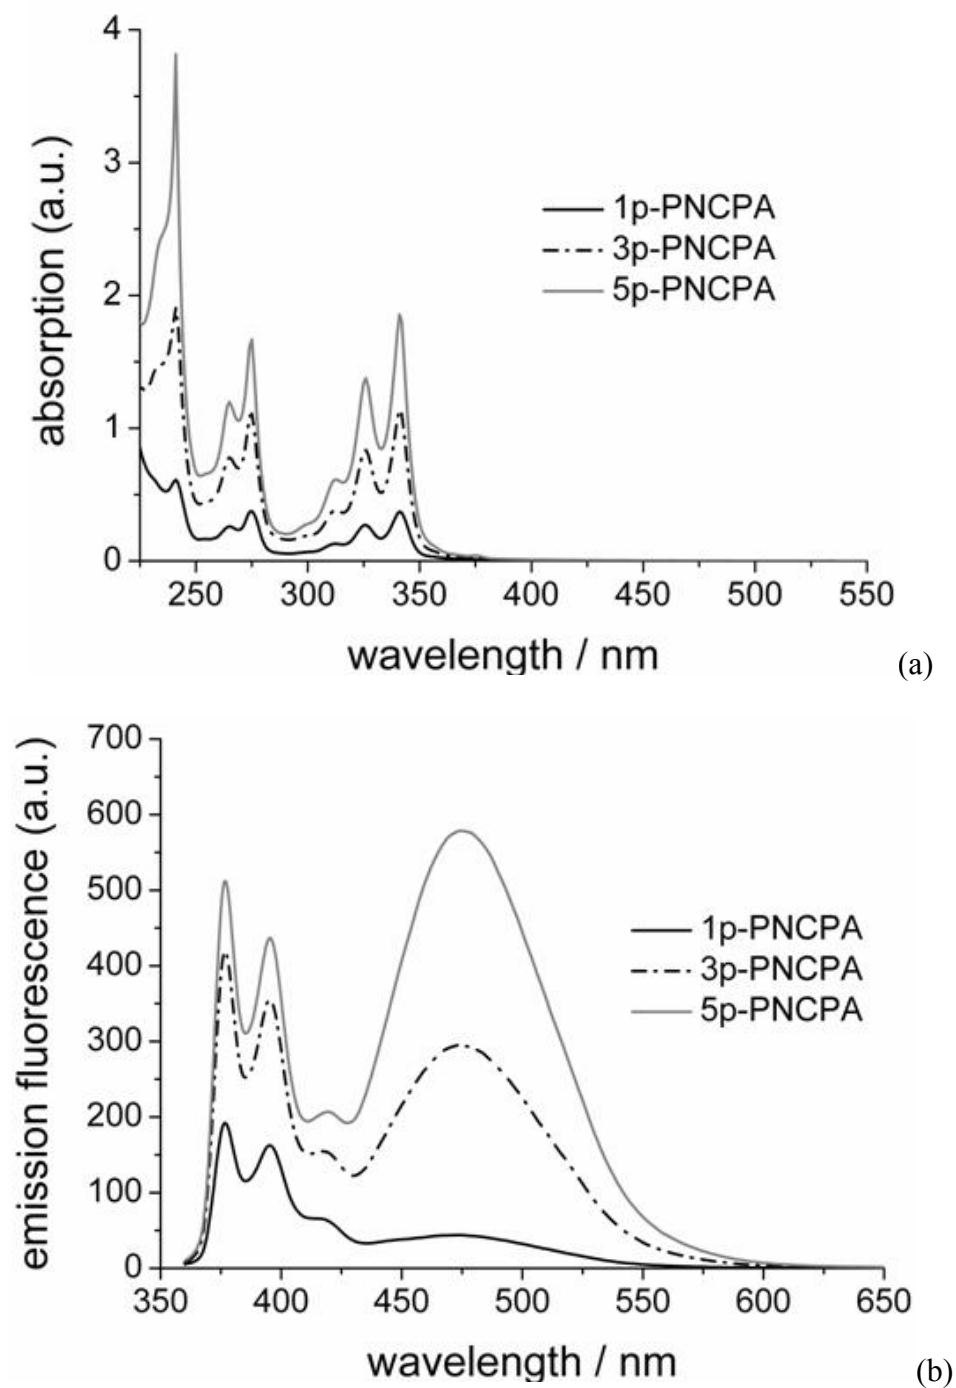 4
3
2
1
0
absorption (a.u.)
1p-PNCPA
3p-PNCPA
5p-PNCPA
250 300 350 400 450 500 550
wavelength / nm
(a)
700
600
500
400
300
200
100
0
emission fluorescence (a.u.)
1p-PNCPA
3p-PNCPA
5p-PNCPA
350 400 450 500 550 600 650
wavelength / nm
(b)